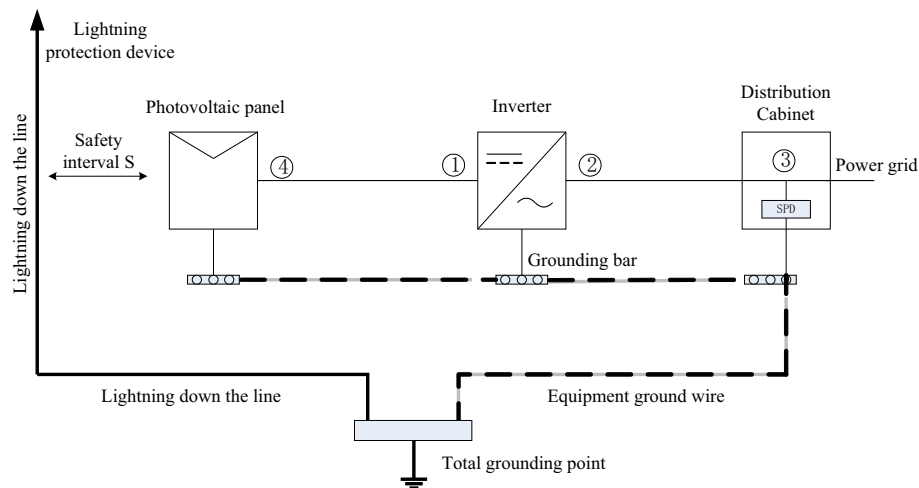 Lightning
protection device
Photovoltaic panel
Inverter
Distribution
Cabinet
Safety
interval S
Lightning down the line
④
①
②
③
Power grid
SPD
Grounding bar
Lightning down the line
Equipment ground wire
Total grounding point